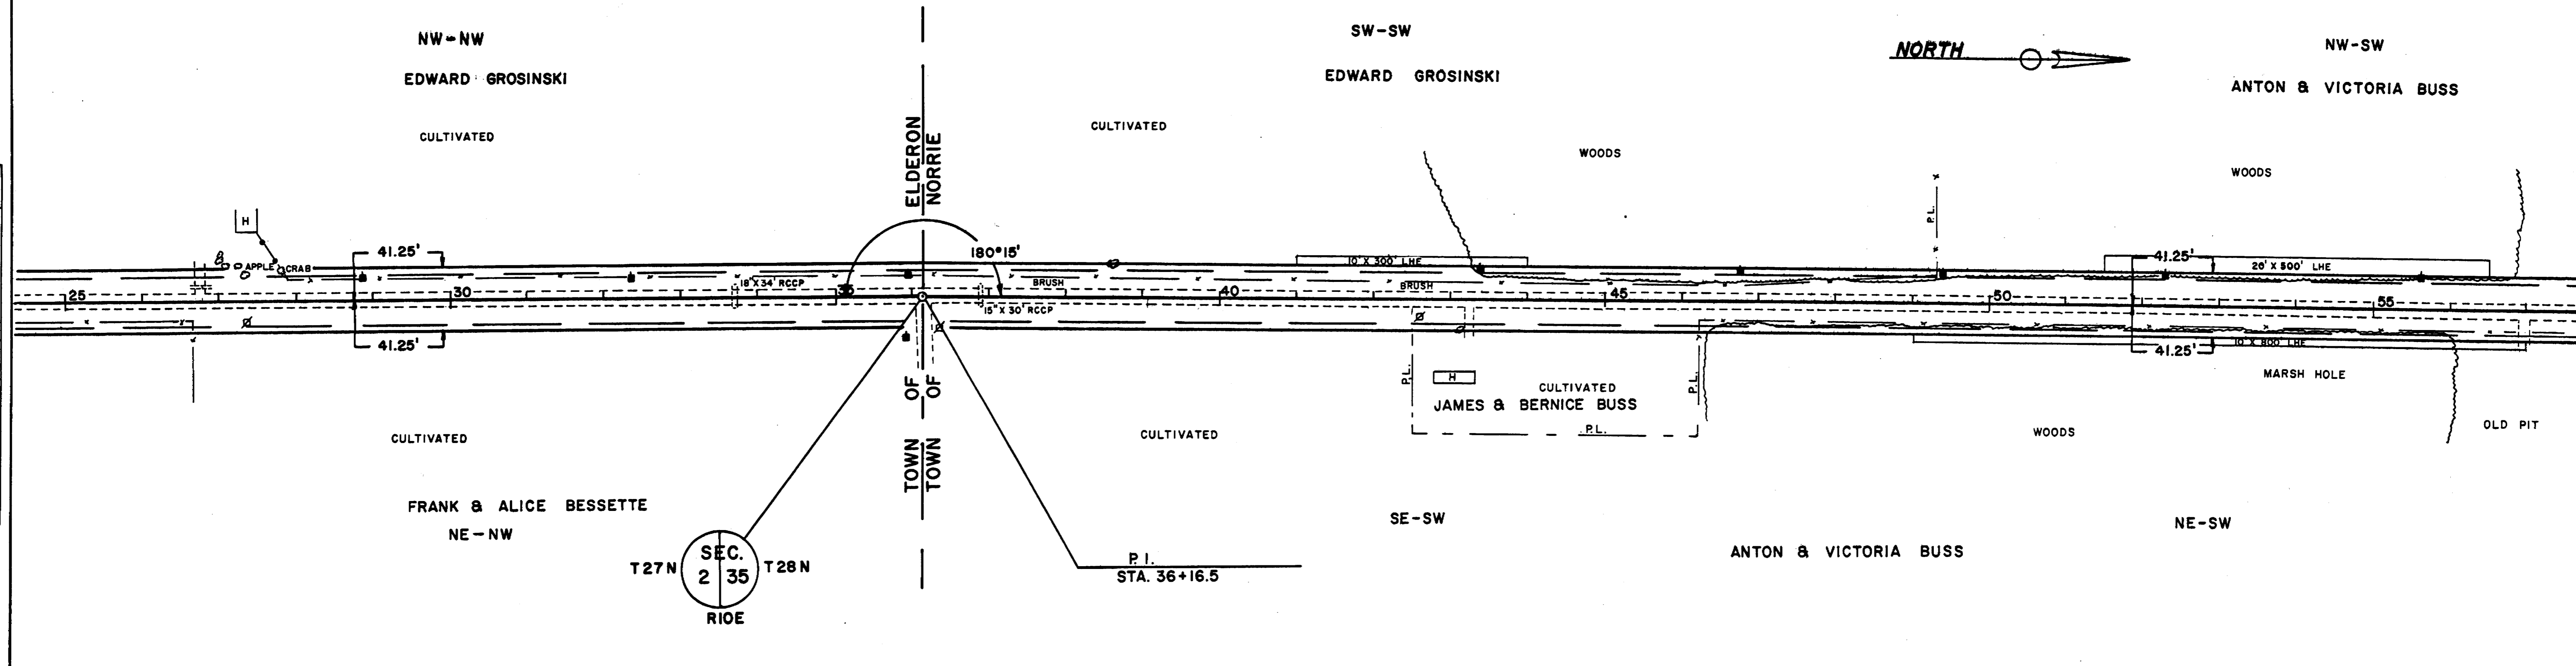 NW-NW
EDWARD GROSINSKI
CULTIVATED
SW-SW
EDWARD GROSINSKI
CULTIVATED
WOODS
NORTH
NW-SW
ANTON & VICTORIA BUSS
WOODS
ELDERON
NORRIE
180°15'
H
APPLE
CRAB
41.25'
18"X34' RCCP
BRUSH
10' X 300' LHE
BRUSH
P.L.
41.25'
20' X 500' LHE
25
30
35
40
45
50
55
15" X 30' RCCP
41.25'
41.25'
10' X 800' LHE
TOWN OF
TOWN OF
P.L.
H
CULTIVATED
JAMES & BERNICE BUSS
P.L.
P.L.
MARSH HOLE
OLD PIT
WOODS
CULTIVATED
CULTIVATED
FRANK & ALICE BESSETTE
NE-NW
SE-SW
NE-SW
ANTON & VICTORIA BUSS
T27N
SEC.
2 35
T28N
R10E
P.I.
STA. 36+16.5